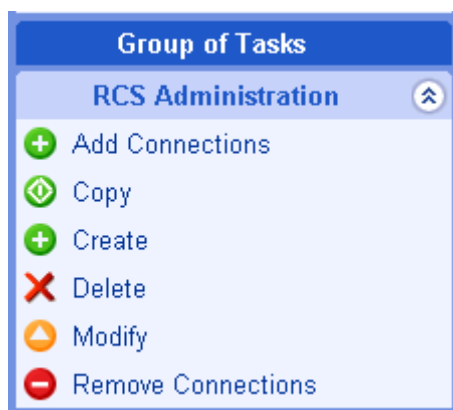 Group of Tasks
RCS Administration
Add Connections
Copy
Create
Delete
Modify
Remove Connections